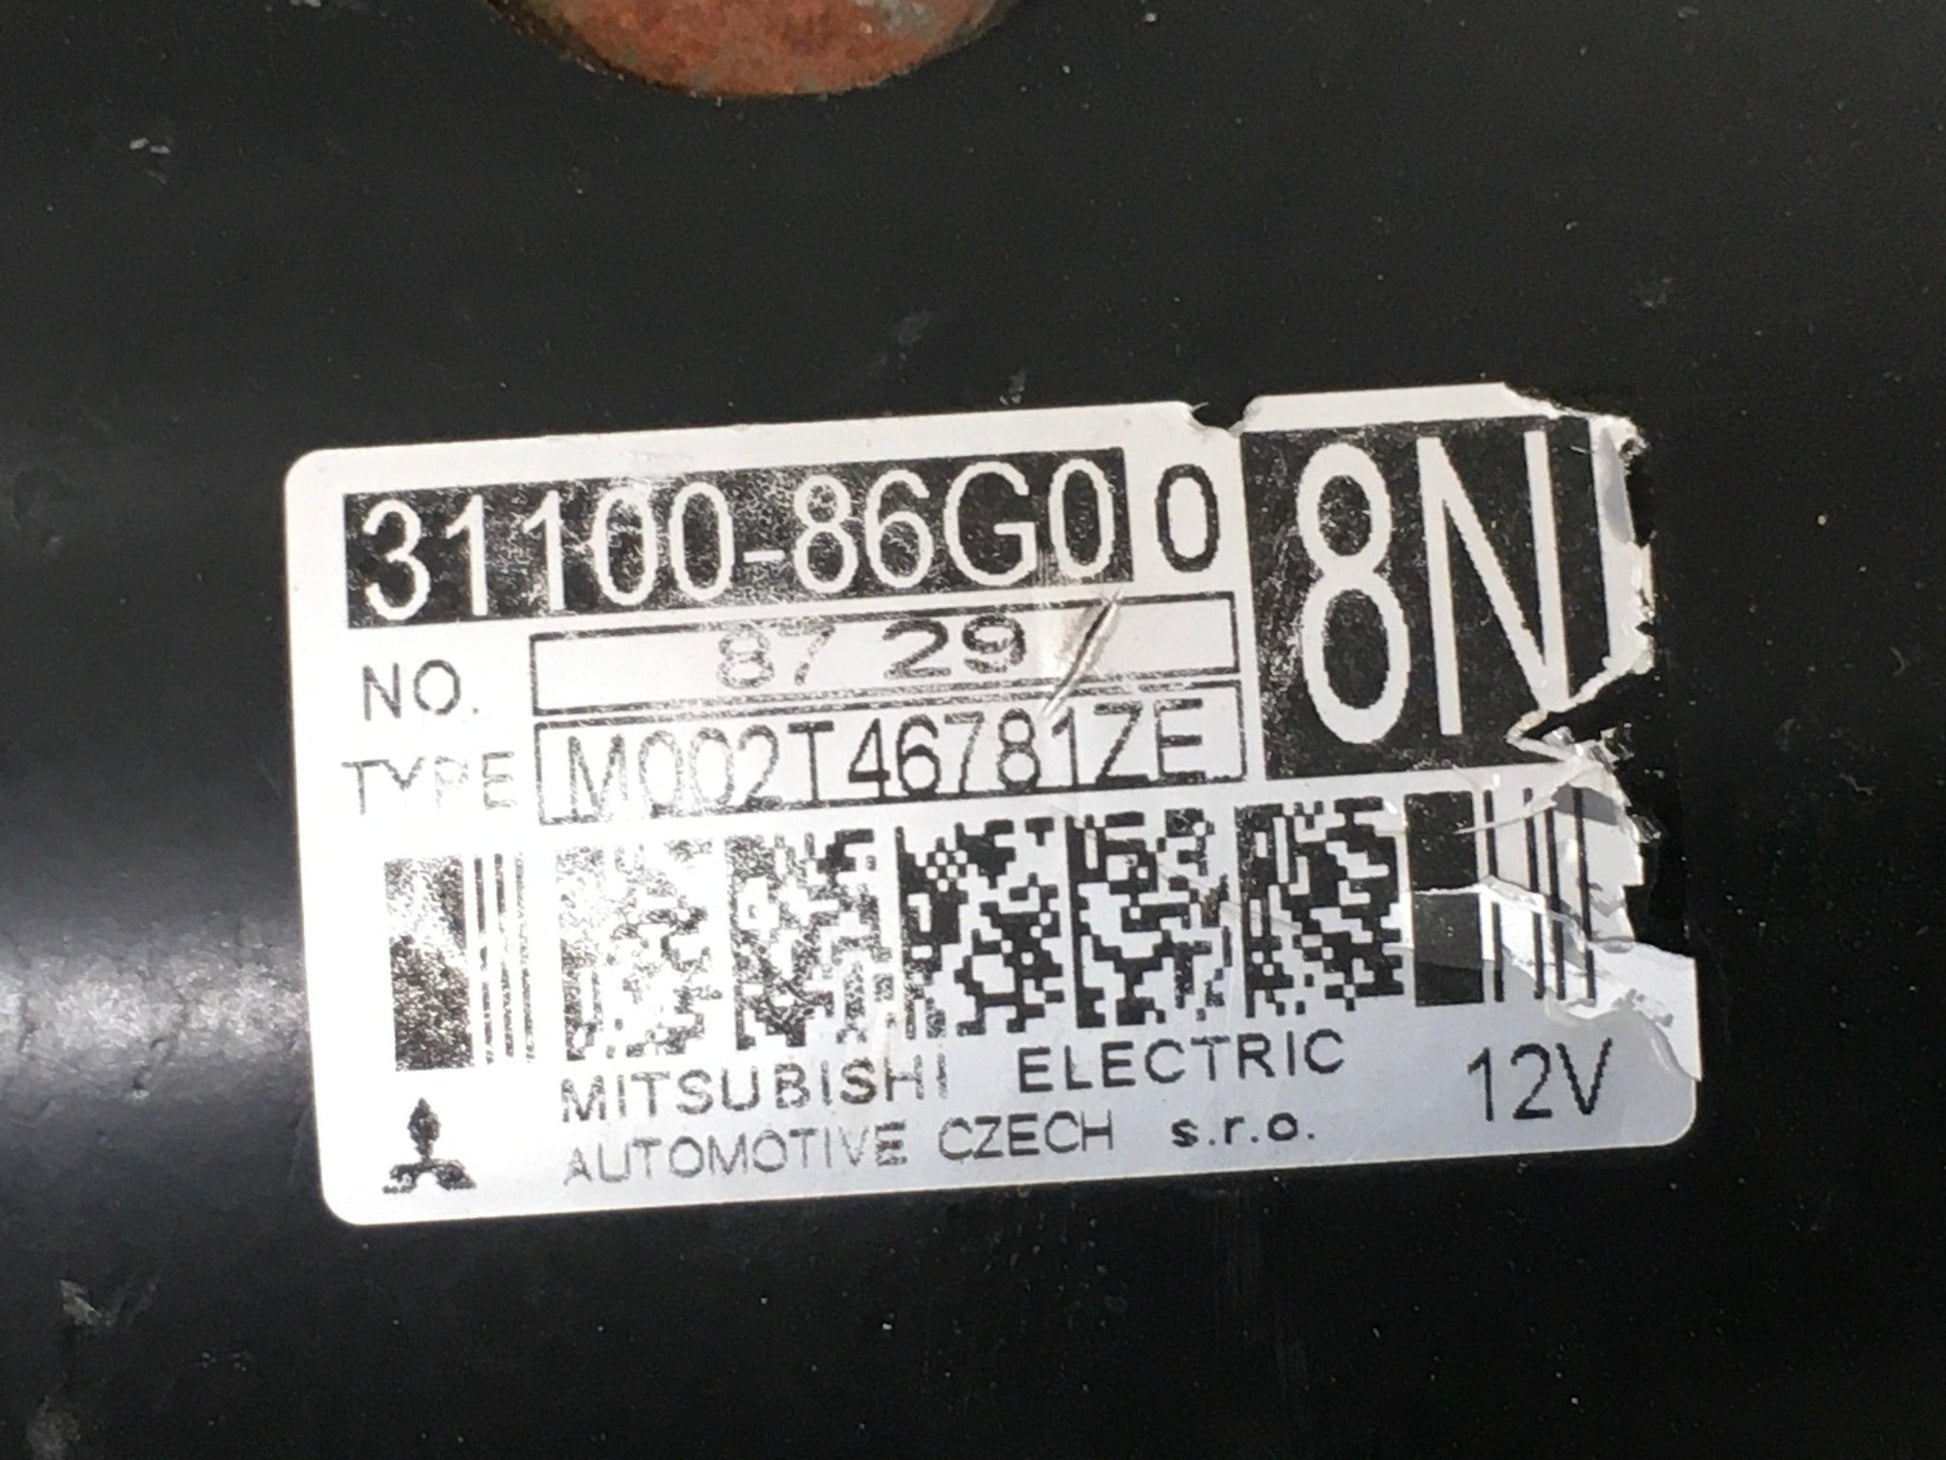 31100-86G00
8N
NO. 87 29
TYPE M002T46781ZE
MITSUBISHI ELECTRIC
AUTOMOTIVE CZECH s.r.o.
12V